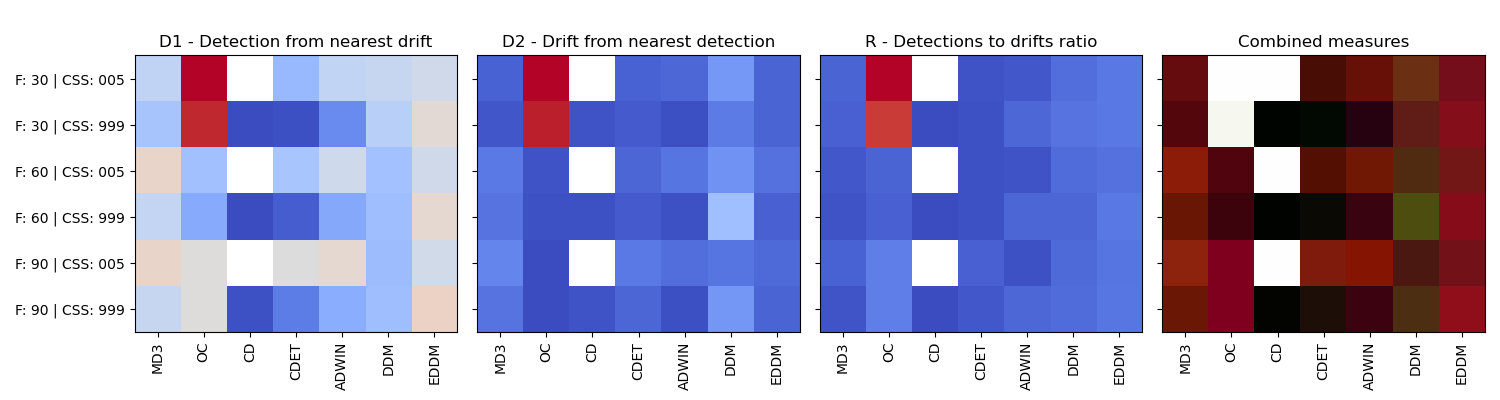 D1 - Detection from nearest drift
D2 - Drift from nearest detection
R - Detections to drifts ratio
Combined measures
F: 30 | CSS: 005
F: 30 | CSS: 999
F: 60 | CSS: 005
F: 60 | CSS: 999
F: 90 | CSS: 005
F: 90 | CSS: 999
MD3
OC
CD
CDET
ADWIN
DDM
EDDM
MD3
OC
CD
CDET
ADWIN
DDM
EDDM
MD3
OC
CD
CDET
ADWIN
DDM
EDDM
MD3
OC
CD
CDET
ADWIN
DDM
EDDM